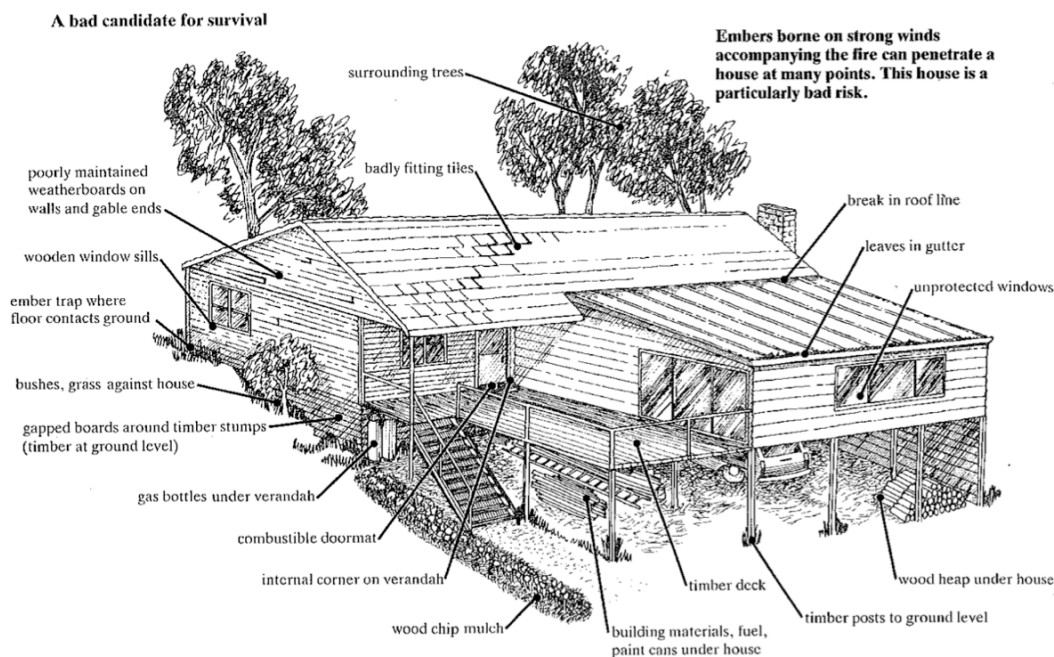 A bad candidate for survival
Embers borne on strong winds
accompanying the fire can penetrate a
house at many points. This house is a
particularly bad risk.
surrounding trees
badly fitting tiles
poorly maintained
weatherboards on
walls and gable ends
break in roof line
wooden window sills
leaves in gutter
unprotected windows
ember trap where
floor contacts ground
bushes, grass against house
gapped boards around timber stumps
(timber at ground level)
gas bottles under verandah
combustible doormat
internal corner on verandah
wood chip mulch
building materials, fuel,
paint cans under house
timber deck
timber posts to ground level
wood heap under house